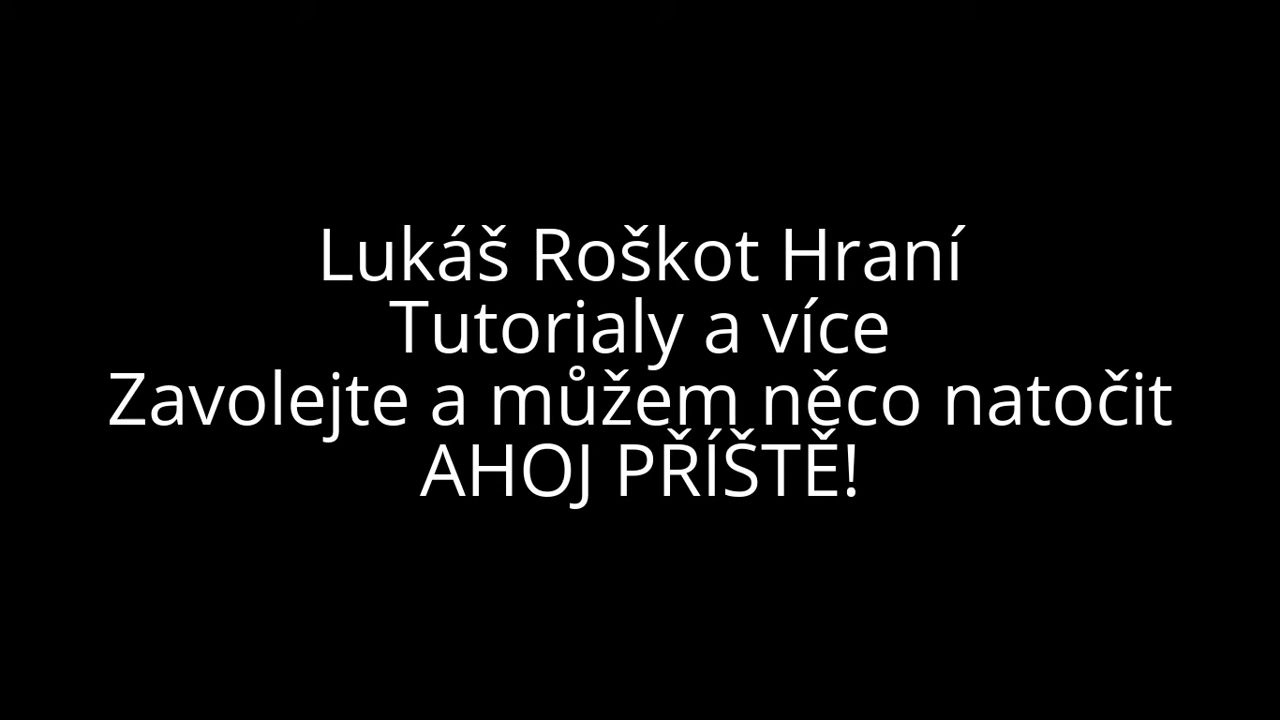 Lukáš Roškot Hraní
Tutorialy a více
Zavolejte a můžem něco natočit
AHOJ PŘÍŠTĚ!